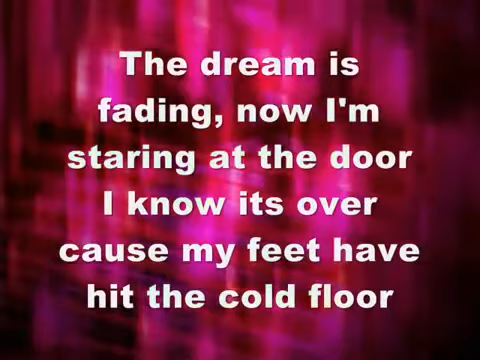 The dream is
fading, now I'm
staring at the door
I know its over
cause my feet have
hit the cold floor